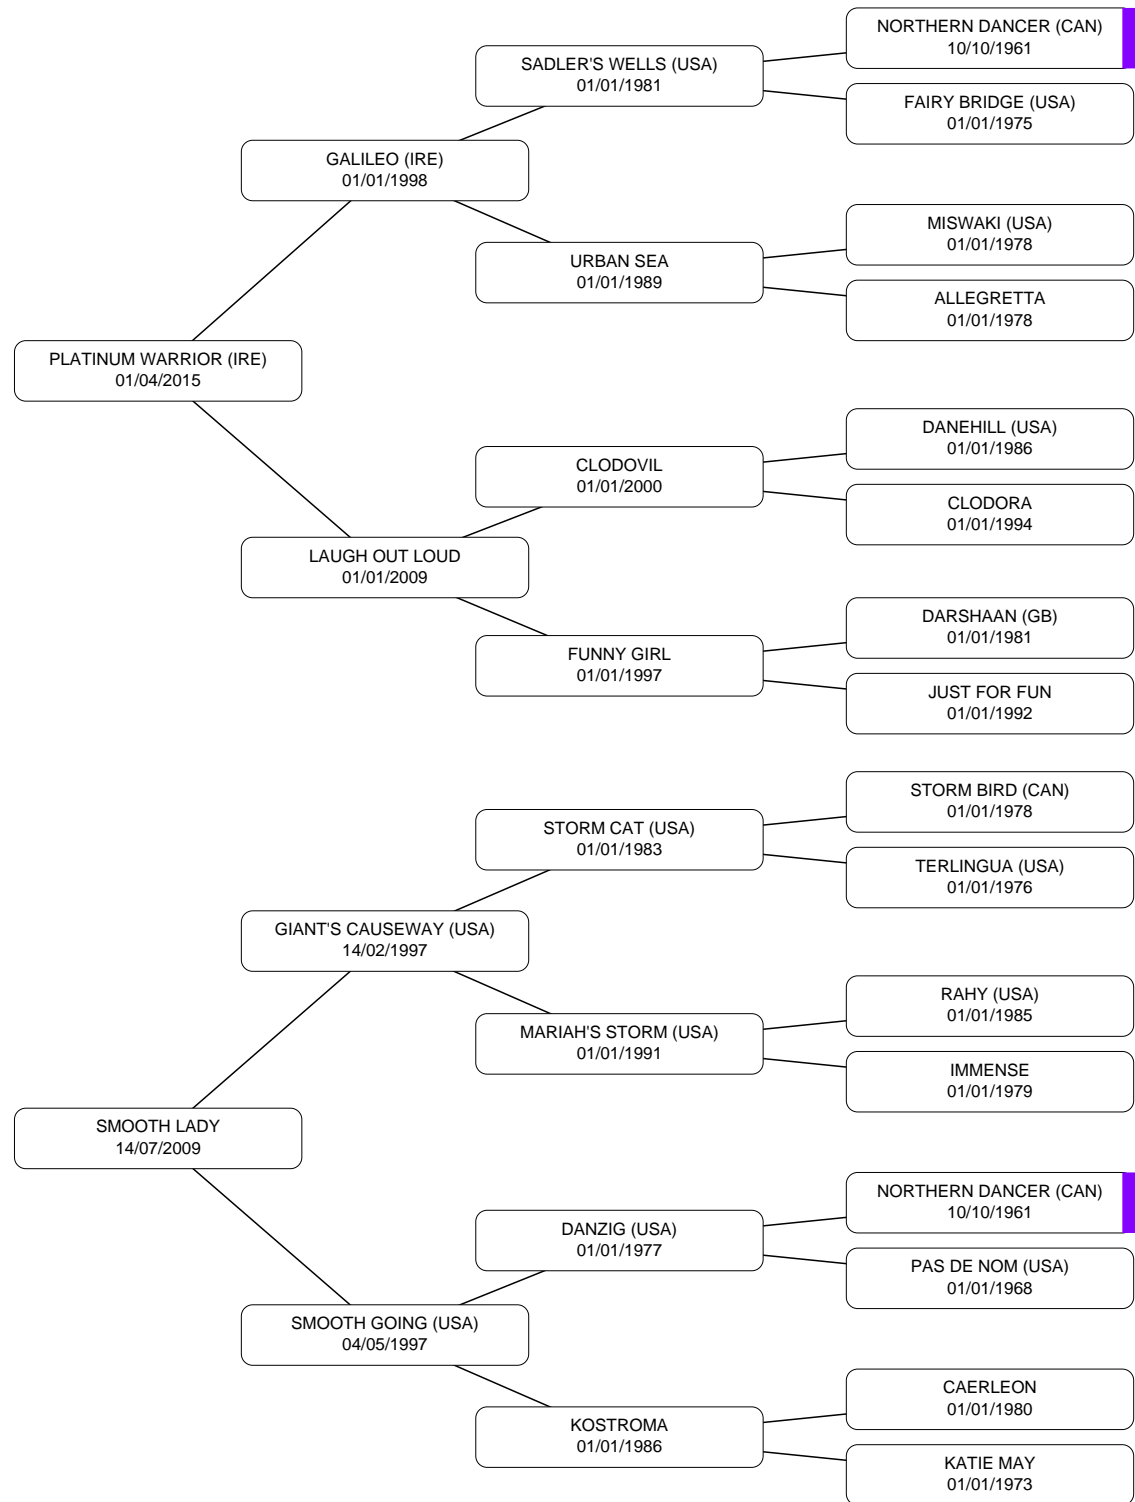 NORTHERN DANCER (CAN)
10/10/1961
SADLER'S WELLS (USA)
01/01/1981
FAIRY BRIDGE (USA)
01/01/1975
GALILEO (IRE)
01/01/1998
MISWAKI (USA)
01/01/1978
URBAN SEA
01/01/1989
ALLEGRETTA
01/01/1978
PLATINUM WARRIOR (IRE)
01/04/2015
DANEHILL (USA)
01/01/1986
CLODOVIL
01/01/2000
CLODORA
01/01/1994
LAUGH OUT LOUD
01/01/2009
DARSHAAN (GB)
01/01/1981
FUNNY GIRL
01/01/1997
JUST FOR FUN
01/01/1992
STORM BIRD (CAN)
01/01/1978
STORM CAT (USA)
01/01/1983
TERLINGUA (USA)
01/01/1976
GIANT'S CAUSEWAY (USA)
14/02/1997
RAHY (USA)
01/01/1985
MARIAH'S STORM (USA)
01/01/1991
IMMENSE
01/01/1979
SMOOTH LADY
14/07/2009
NORTHERN DANCER (CAN)
10/10/1961
DANZIG (USA)
01/01/1977
PAS DE NOM (USA)
01/01/1968
SMOOTH GOING (USA)
04/05/1997
CAERLEON
01/01/1980
KOSTROMA
01/01/1986
KATIE MAY
01/01/1973